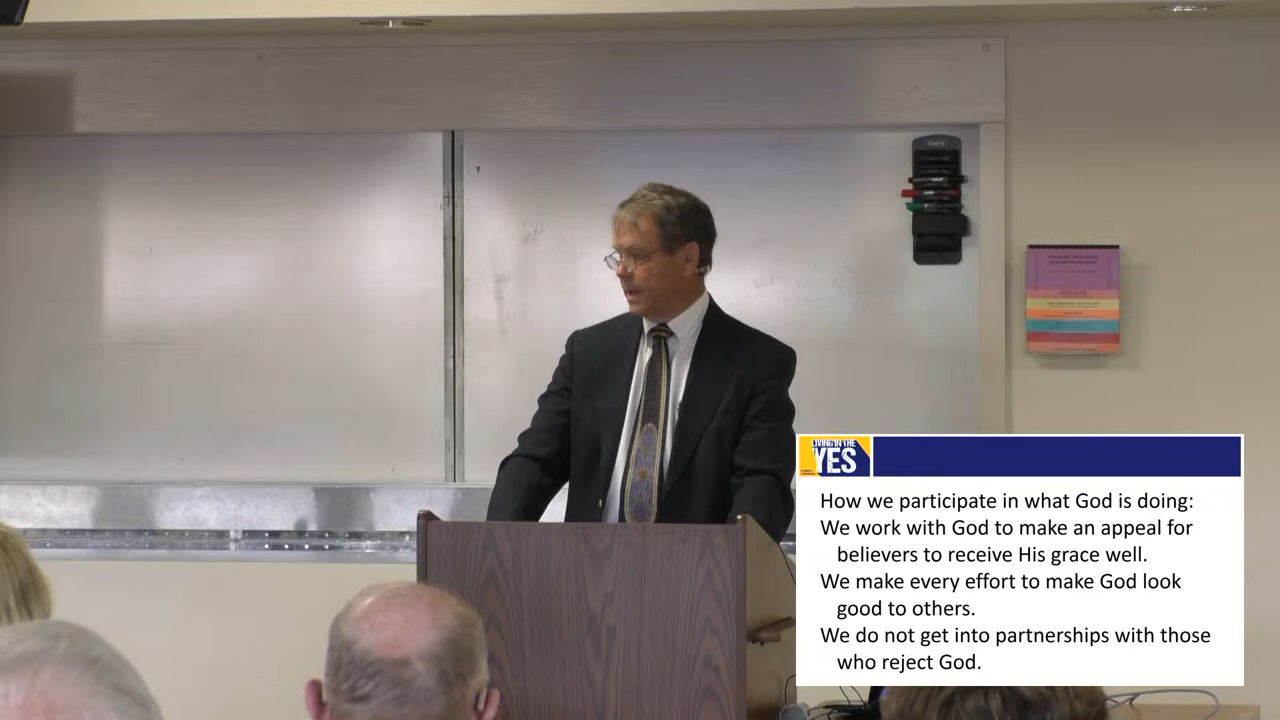 LIVING IN THE
YES
How we participate in what God is doing:
We work with God to make an appeal for
believers to receive His grace well.
We make every effort to make God look
good to others.
We do not get into partnerships with those
who reject God.